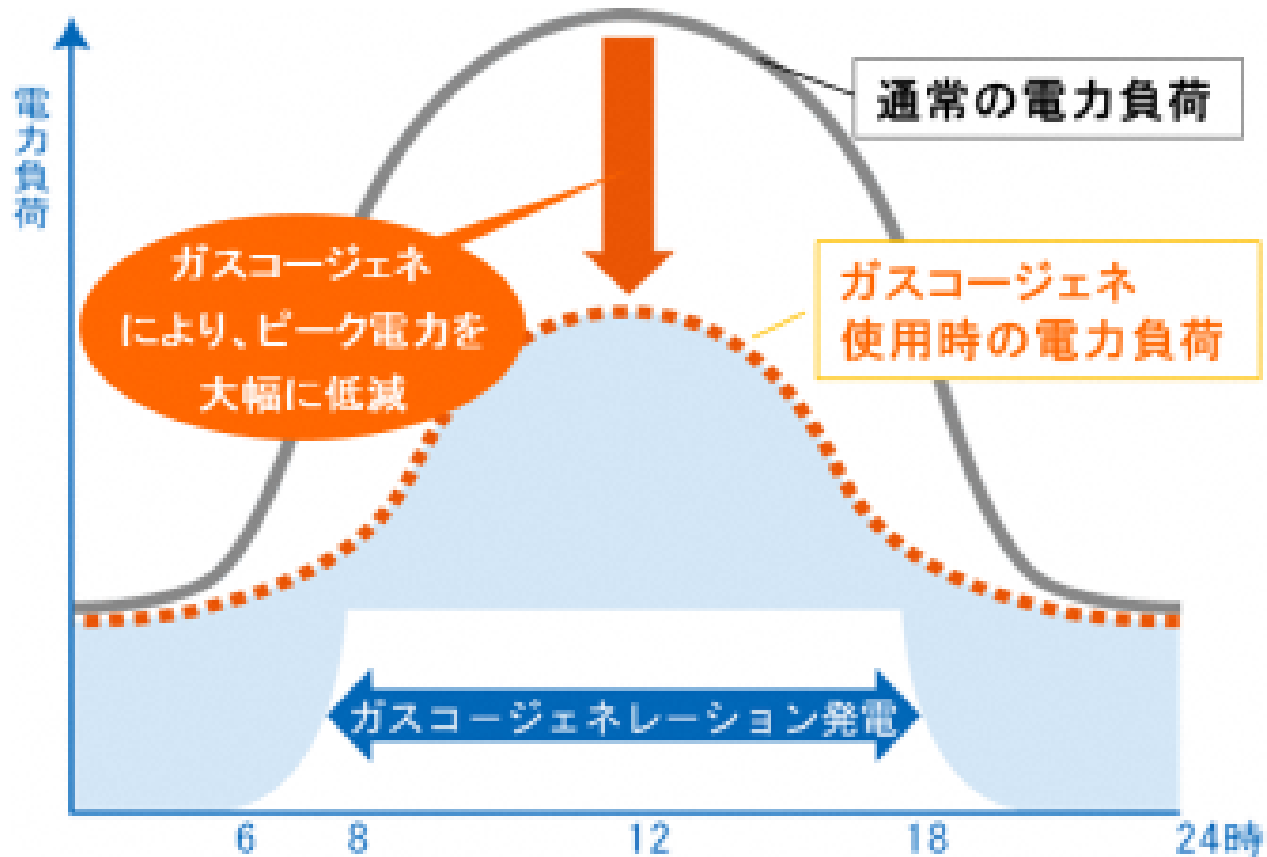 電力負荷
通常の電力負荷
ガスコージェネ
により、ピーク電力を
大幅に低減
ガスコージェネ
使用時の電力負荷
ガスコージェネレーション発電
6 8 12 18 24時